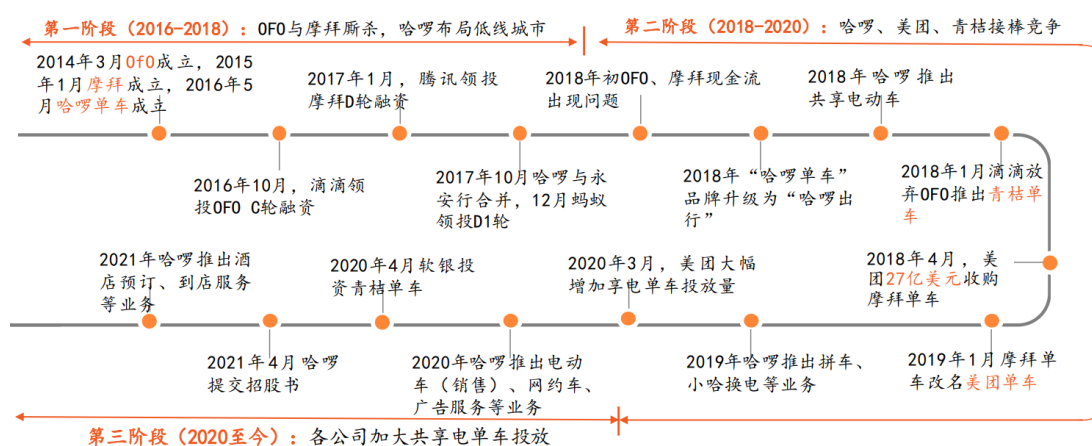 第一阶段（2016-2018）：OFO与摩拜厮杀，哈啰布局低线城市
第二阶段（2018-2020）：哈啰、美团、青桔接棒竞争
2014年3月OfO成立，2015
年1月摩拜成立，2016年5
月哈啰单车成立
2017年1月，腾讯领投
摩拜D轮融资
2018年初OFO、摩拜现金流
出现问题
2018年哈啰推出
共享电动车
2016年10月，滴滴领
投OFO C轮融资
2017年10月哈啰与永
安行合并，12月蚂蚁
领投D1轮
2018年“哈啰单车”
品牌升级为“哈啰出
行”
2018年1月滴滴放
弃OFO推出青桔单
车
2018年4月，美
团27亿美元收购
摩拜单车
2020年3月，美团大幅
增加享电单车投放量
2020年4月软银投
资青桔单车
2021年哈啰推出酒
店预订、到店服务
等业务
2019年1月摩拜单
车改名美团单车
2019年哈啰推出拼车、
小哈换电等业务
2020年哈啰推出电动
车（销售）、网约车、
广告服务等业务
2021年4月哈啰
提交招股书
第三阶段（2020至今）：各公司加大共享电单车投放